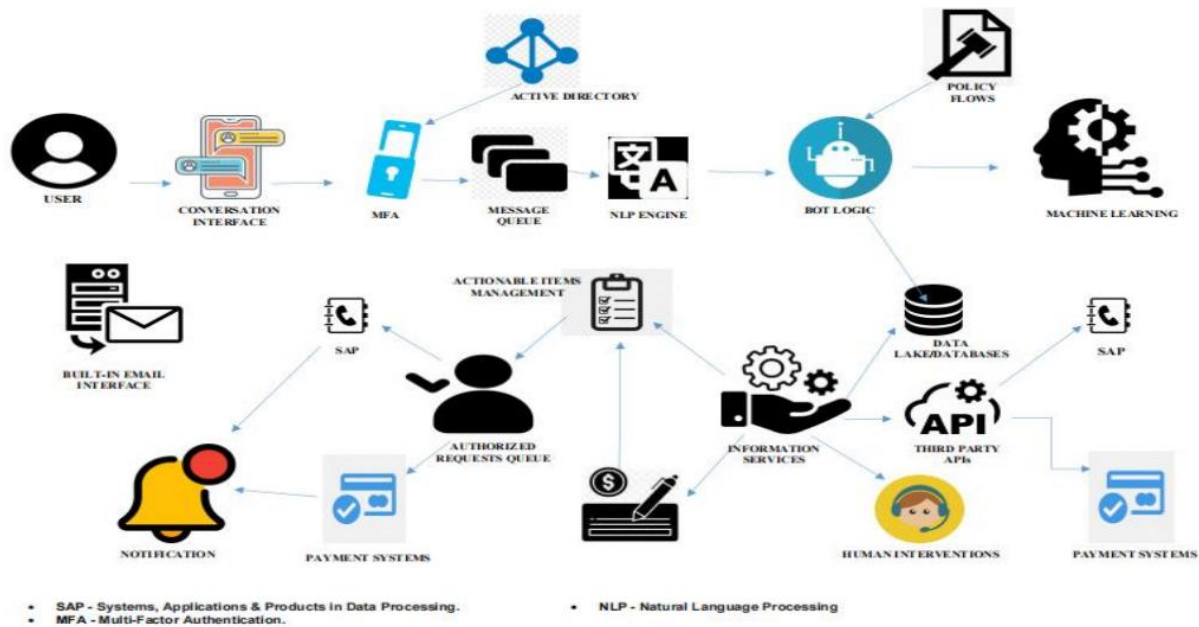 ACTIVE DIRECTORY
POLICY
FLOWS
USER
CONVERSATION
INTERFACE
MFA
MESSAGE
QUEUE
文
A
NLP ENGINE
BOT LOGIC
MACHINE LEARNING
ACTIONABLE ITEMS
MANAGEMENT
BUILT-IN EMAIL
INTERFACE
SAP
DATA
LAKE/DATABASES
SAP
AUTHORIZED
REQUESTS QUEUE
INFORMATION
SERVICES
API
THIRD PARTY
APIs
$
NOTIFICATION
PAYMENT SYSTEMS
HUMAN INTERVENTIONS
PAYMENT SYSTEMS
• SAP - Systems, Applications & Products in Data Processing.
• NLP - Natural Language Processing
• MFA - Multi-Factor Authentication.